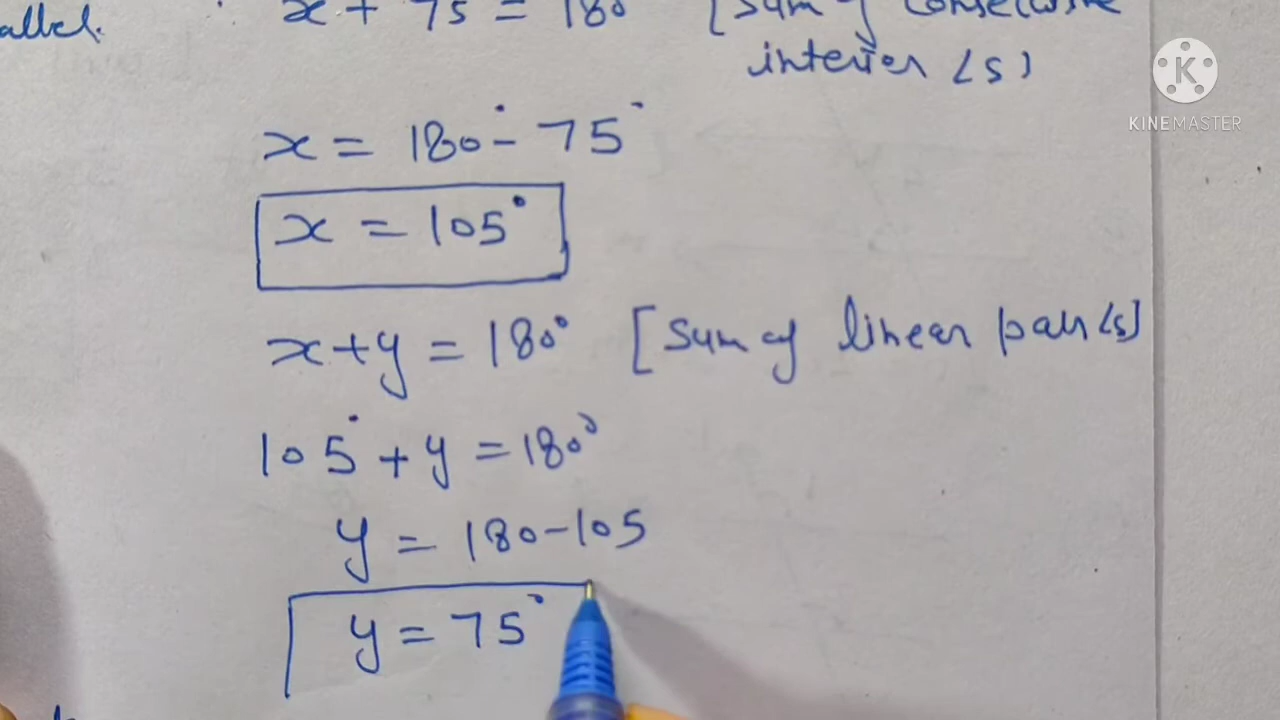 allel. x + 75 = 180 [Sum of consecutive
interior ∠s)
x = 180° - 75°
x = 105°
x + y = 180° [Sum of linear pair ∠s]
105° + y = 180°
y = 180 - 105
y = 75°
KINEMASTER